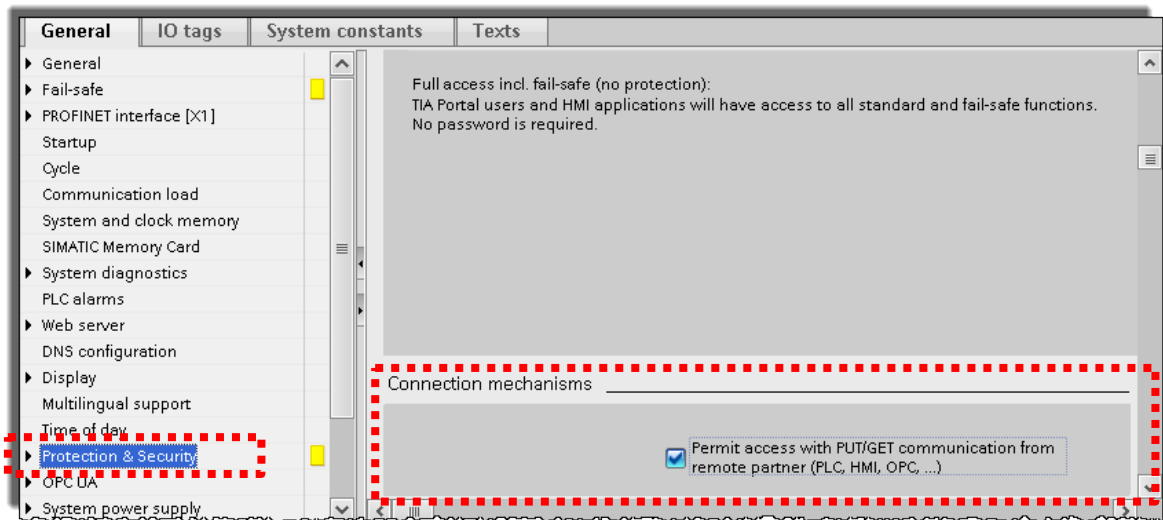 General IO tags System constants Texts
General
Fail-safe
PROFINET interface [X1]
Startup
Cycle
Communication load
System and clock memory
SIMATIC Memory Card
System diagnostics
PLC alarms
Web server
DNS configuration
Display
Multilingual support
Time of day
Protection & Security
OPC UA
System power supply
Full access incl. fail-safe (no protection):
TIA Portal users and HMI applications will have access to all standard and fail-safe functions.
No password is required.
Connection mechanisms
Permit access with PUT/GET communication from
remote partner (PLC, HMI, OPC, ...)